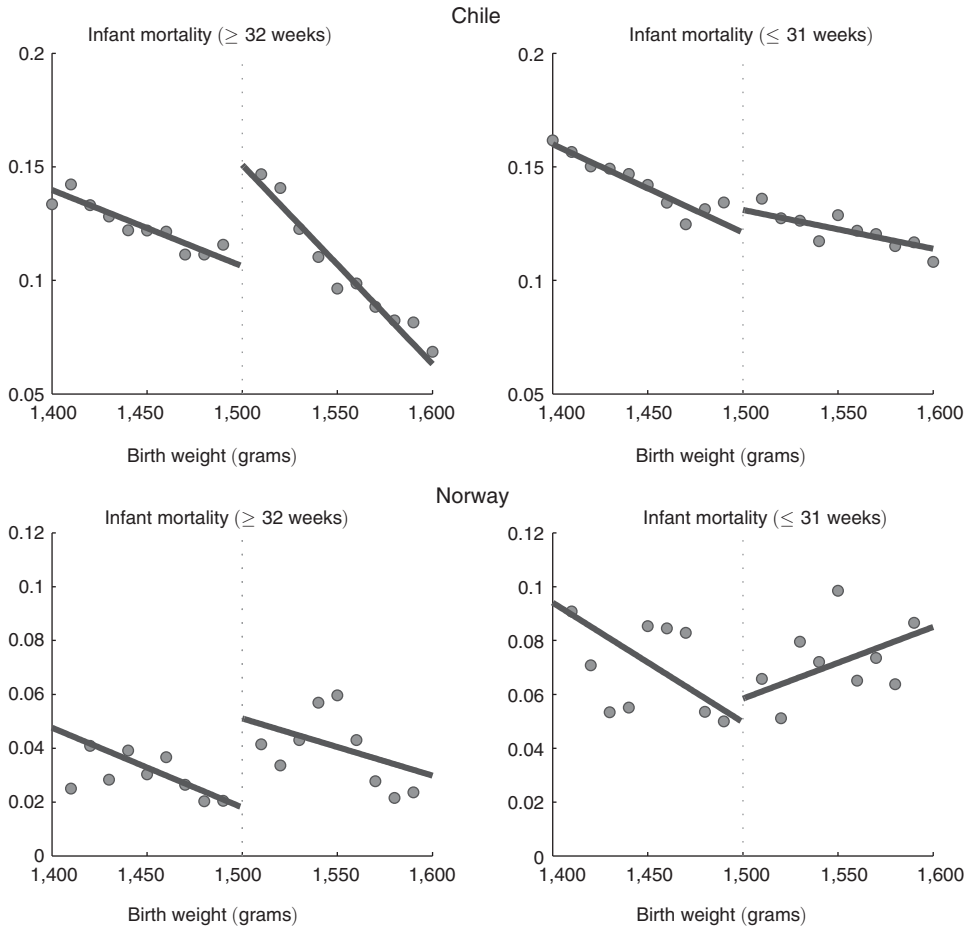 Chile
Infant mortality (≥ 32 weeks)
0.2
0.15
0.1
0.05
1,400 1,450 1,500 1,550 1,600
Birth weight (grams)
Infant mortality (≤ 31 weeks)
0.2
0.15
0.1
0.05
1,400 1,450 1,500 1,550 1,600
Birth weight (grams)
Norway
Infant mortality (≥ 32 weeks)
0.12
0.1
0.08
0.06
0.04
0.02
0
1,400 1,450 1,500 1,550 1,600
Birth weight (grams)
Infant mortality (≤ 31 weeks)
0.12
0.1
0.08
0.06
0.04
0.02
0
1,400 1,450 1,500 1,550 1,600
Birth weight (grams)